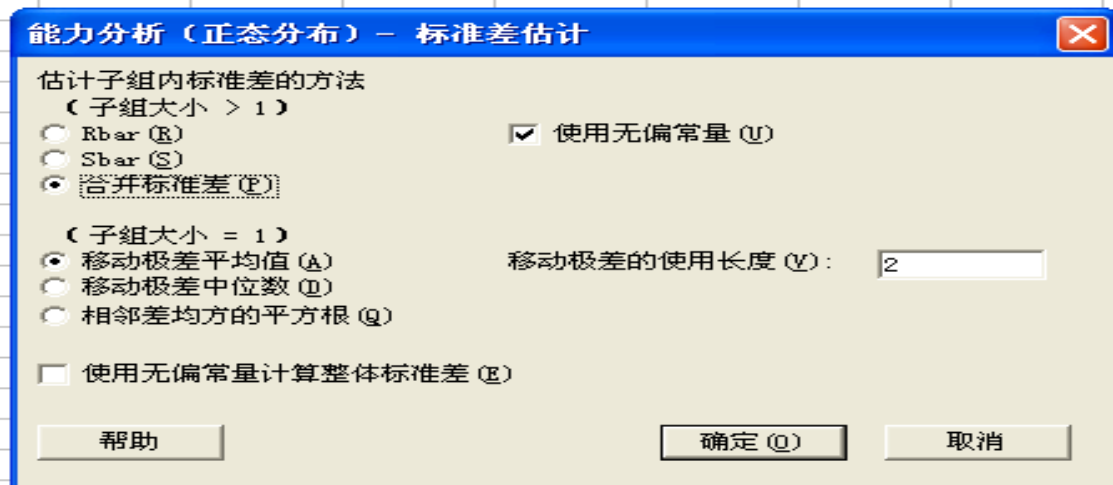 能力分析（正态分布）- 标准差估计
估计子组内标准差的方法
( 子组大小 > 1 )
Rbar (R)
使用无偏常量 (U)
Sbar (S)
合并标准差 (P)
( 子组大小 = 1 )
移动极差平均值 (A)
移动极差的使用长度 (V):
2
移动极差中位数 (D)
相邻差均方的平方根 (Q)
使用无偏常量计算整体标准差 (E)
帮助
确定 (O)
取消